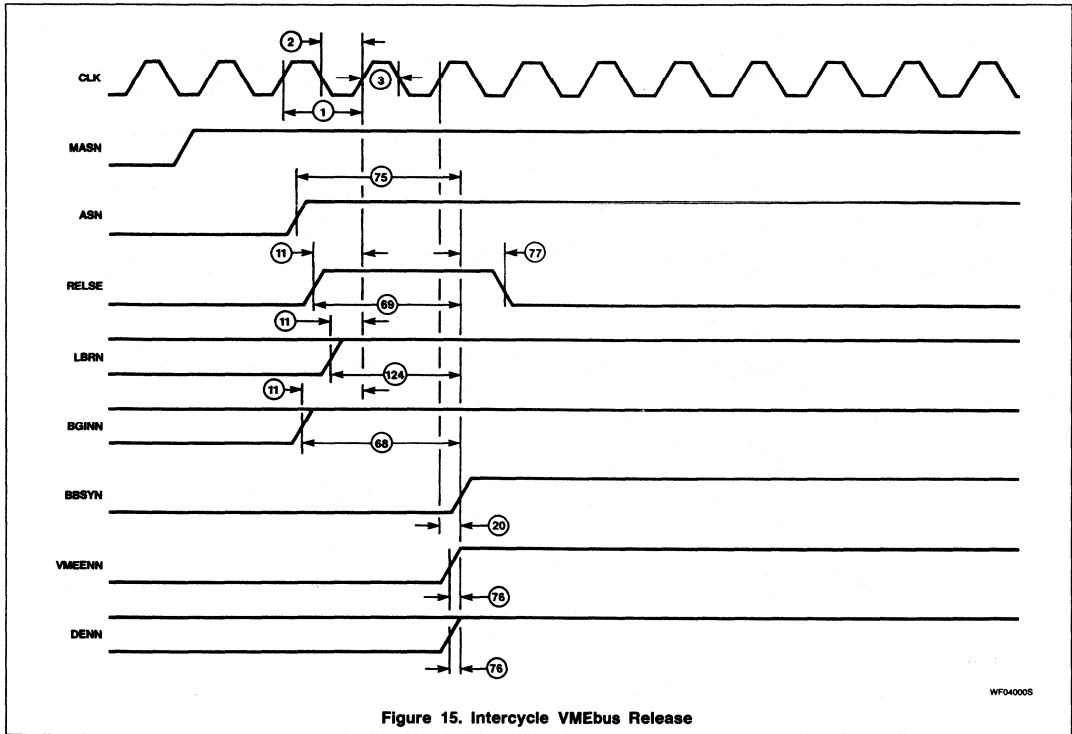 2
CLK
3
1
MASN
75
ASN
11
77
RELSE
69
11
LBRN
124
11
BGINN
68
BBSYN
20
VMEENN
76
DENN
76
WF04000S
Figure 15. Intercycle VMEbus Release